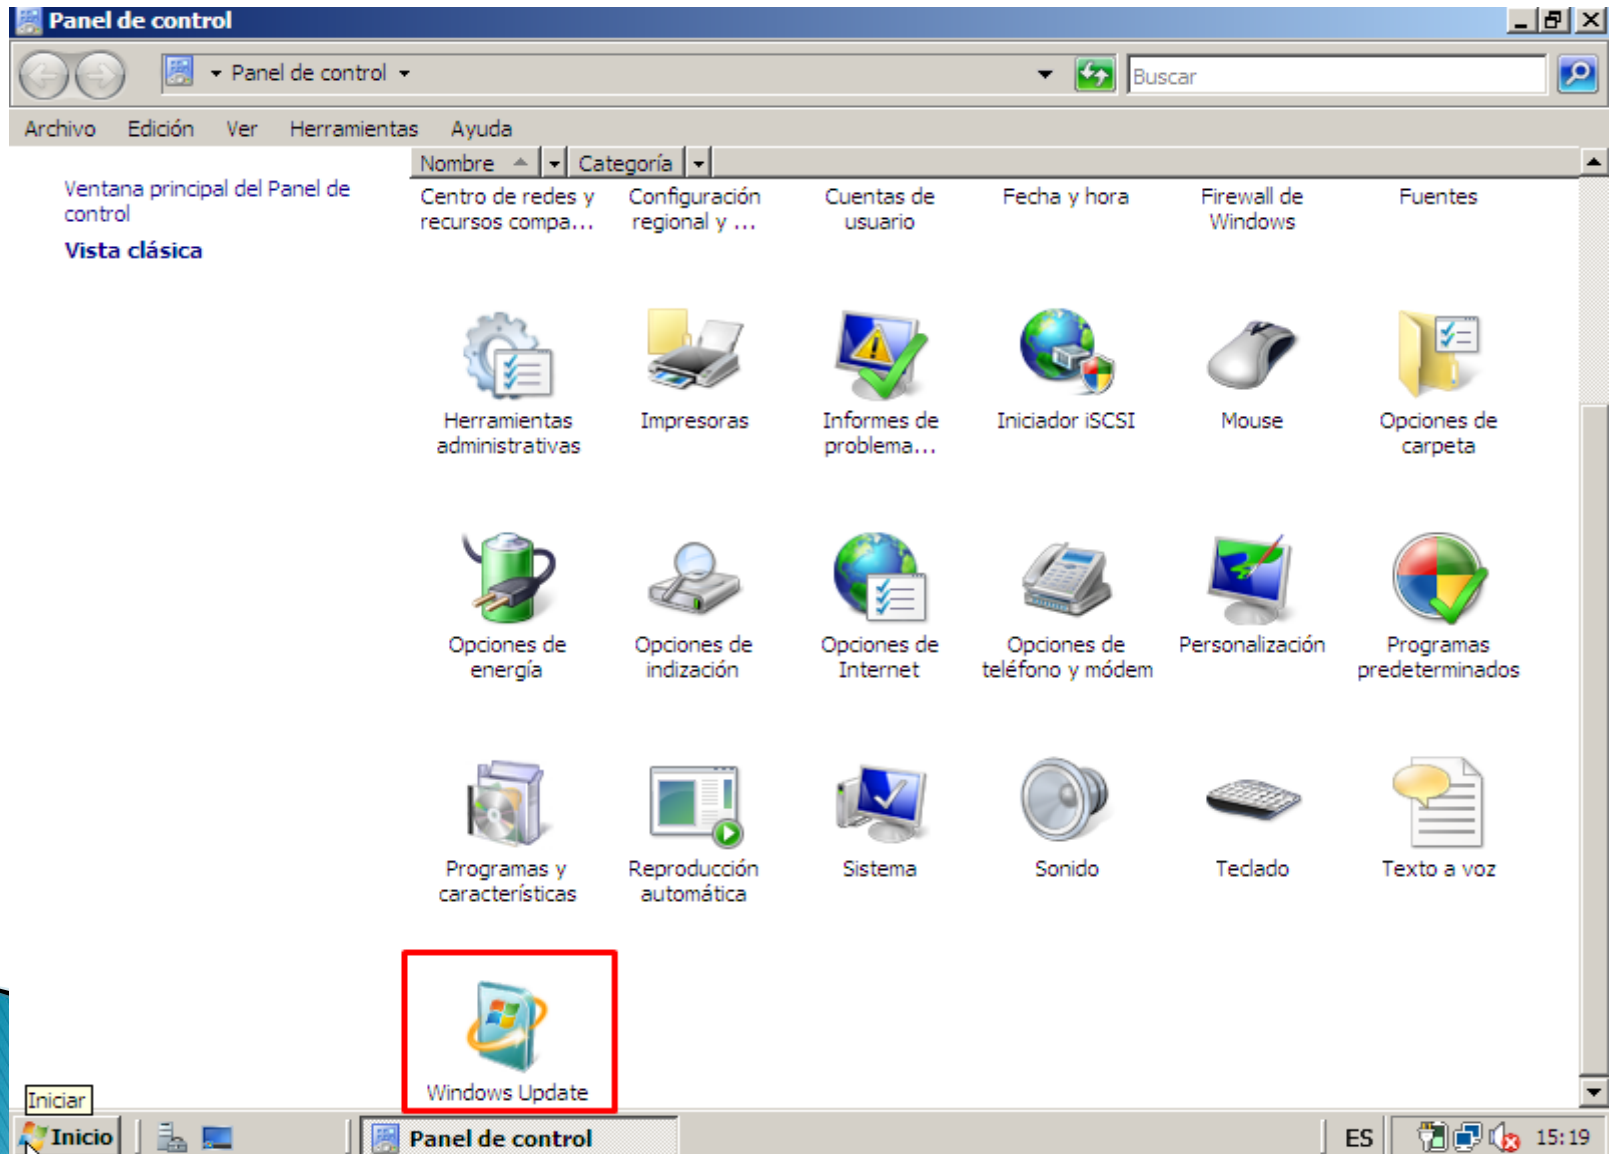 Panel de control
Panel de control
Buscar
Archivo Edición Ver Herramientas Ayuda
Nombre Categoría
Ventana principal del Panel de
control
Vista clásica
Centro de redes y
recursos compa...
Configuración
regional y ...
Cuentas de
usuario
Fecha y hora
Firewall de
Windows
Fuentes
Herramientas
administrativas
Impresoras
Informes de
problema...
Iniciador iSCSI
Mouse
Opciones de
carpeta
Opciones de
energía
Opciones de
indización
Opciones de
Internet
Opciones de
teléfono y módem
Personalización
Programas
predeterminados
Programas y
características
Reproducción
automática
Sistema
Sonido
Teclado
Texto a voz
Windows Update
Iniciar
Inicio
Panel de control
ES
15:19